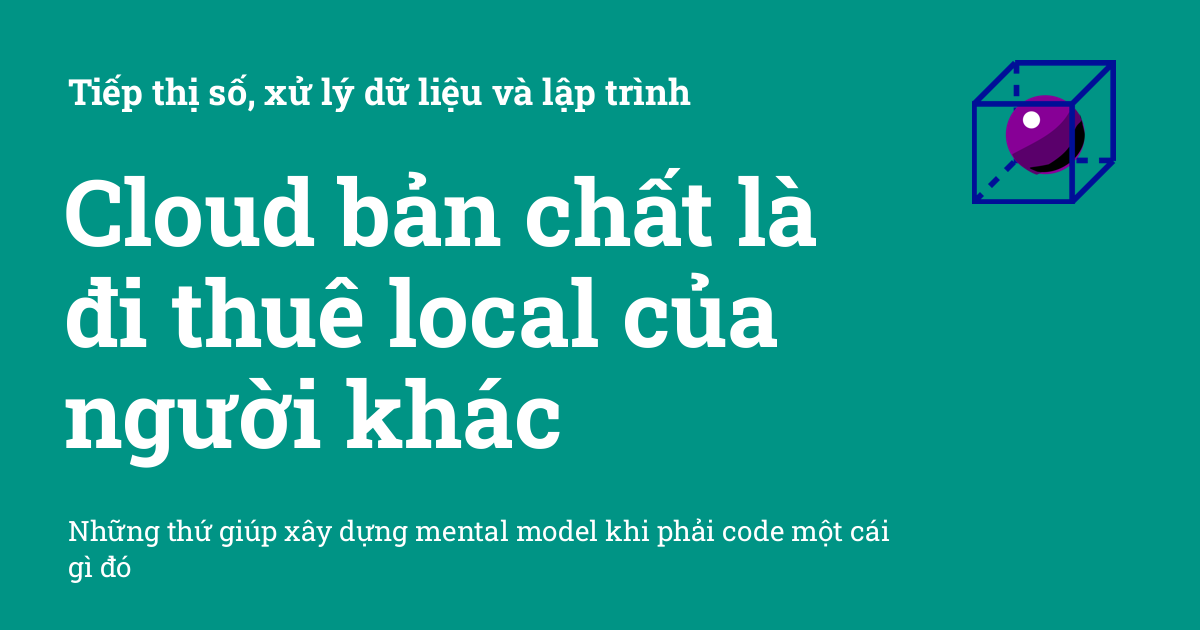 Tiếp thị số, xử lý dữ liệu và lập trình
Cloud bản chất là
đi thuê local của
người khác
Những thứ giúp xây dựng mental model khi phải code một cái
gì đó